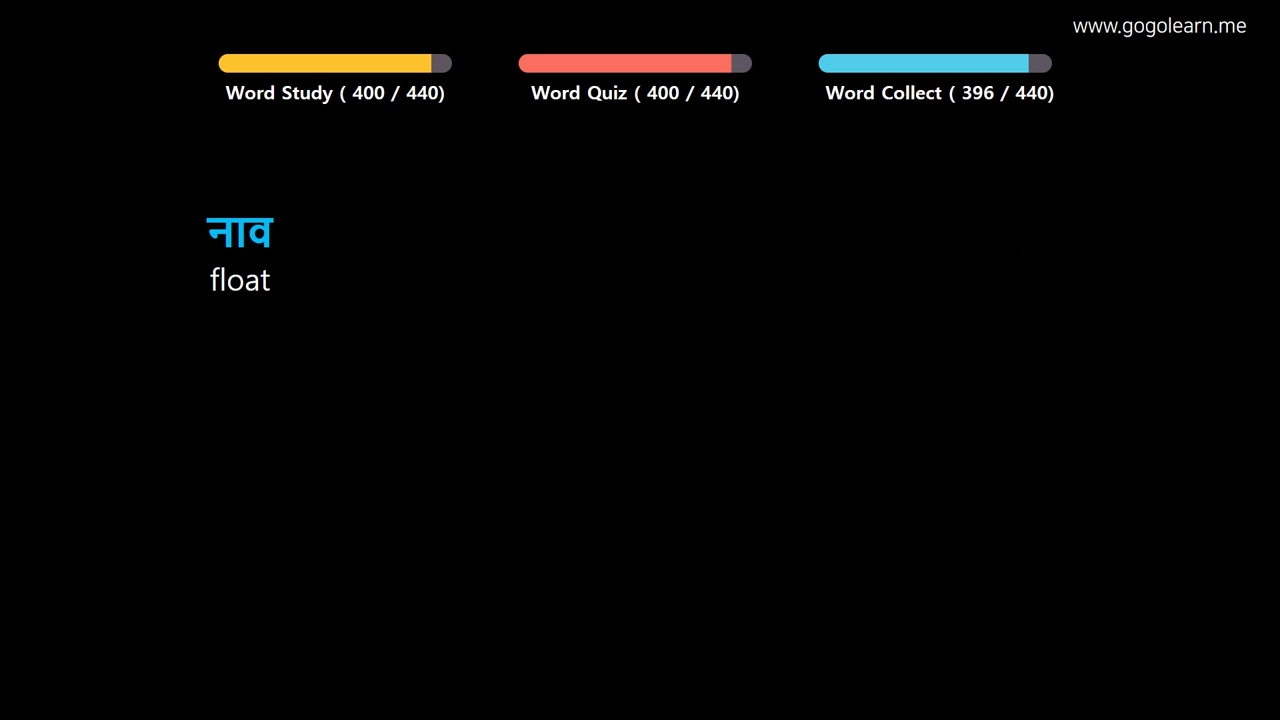 www.gogolearn.me
Word Study ( 400 / 440)
Word Quiz ( 400 / 440)
Word Collect ( 396 / 440)
नाव
float